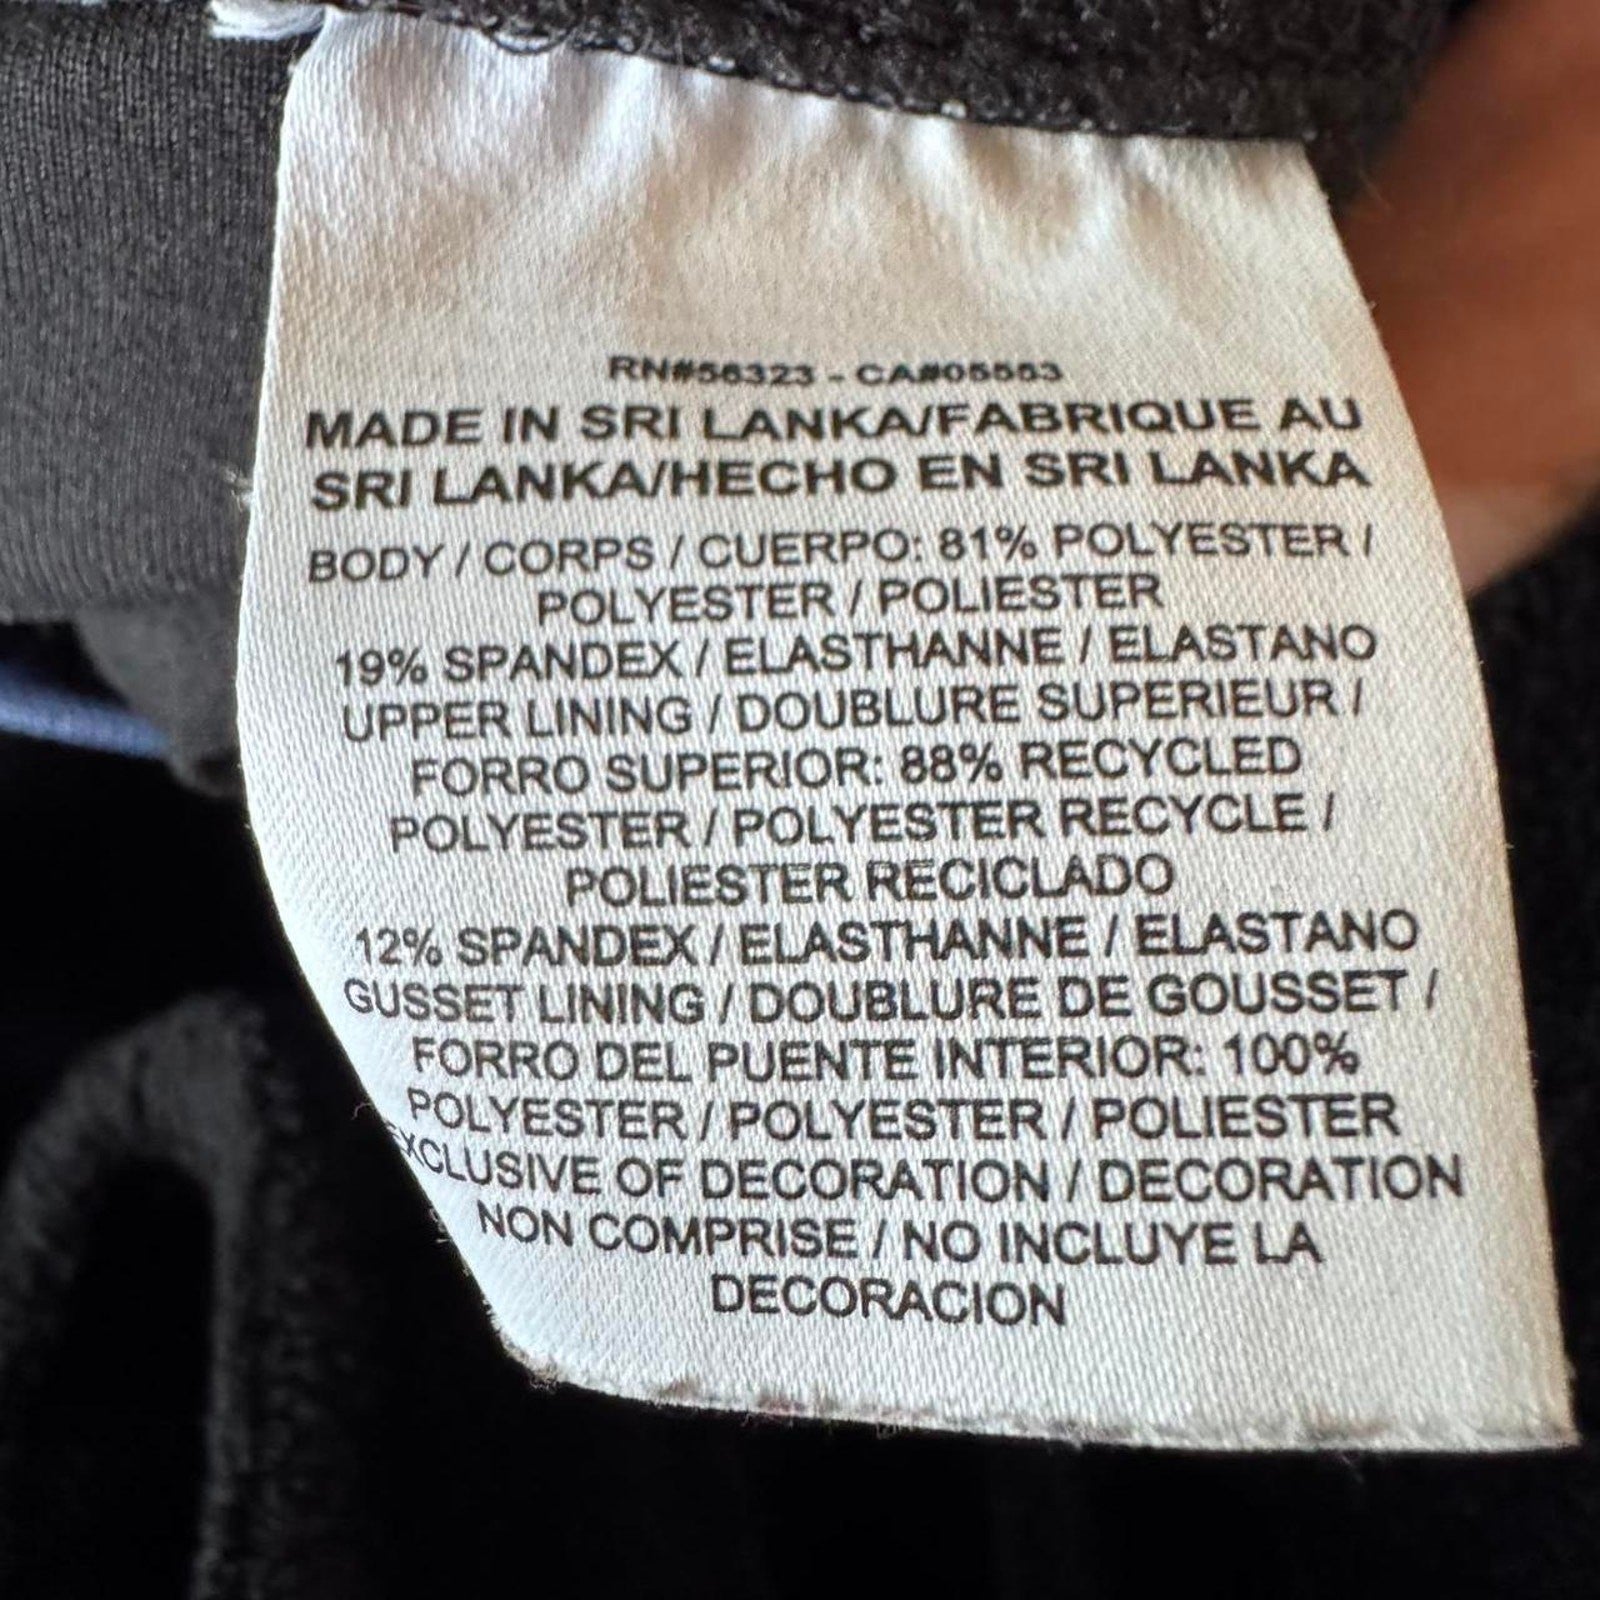 RN#56323 - CA#05553
MADE IN SRI LANKA/FABRIQUE AU
SRI LANKA/HECHO EN SRI LANKA
BODY / CORPS / CUERPO: 81% POLYESTER /
POLYESTER / POLIESTER
19% SPANDEX / ELASTHANNE / ELASTANO
UPPER LINING / DOUBLURE SUPERIEUR /
FORRO SUPERIOR: 88% RECYCLED
POLYESTER / POLYESTER RECYCLE /
POLIESTER RECICLADO
12% SPANDEX / ELASTHANNE / ELASTANO
GUSSET LINING / DOUBLURE DE GOUSSET /
FORRO DEL PUENTE INTERIOR: 100%
POLYESTER / POLYESTER / POLIESTER
EXCLUSIVE OF DECORATION / DECORATION
NON COMPRISE / NO INCLUYE LA
DECORACION